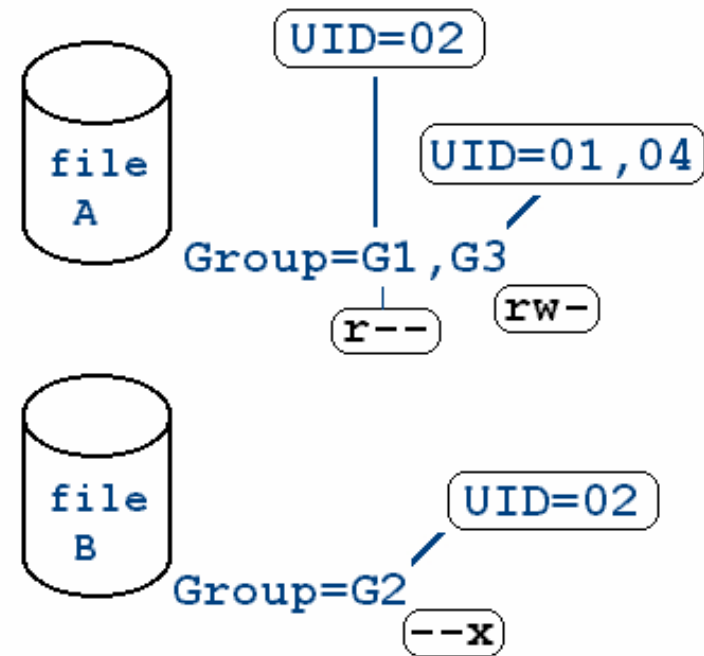 UID=02
file
A
UID=01,04
Group=G1,G3
r--
rw-
file
B
UID=02
Group=G2
--x